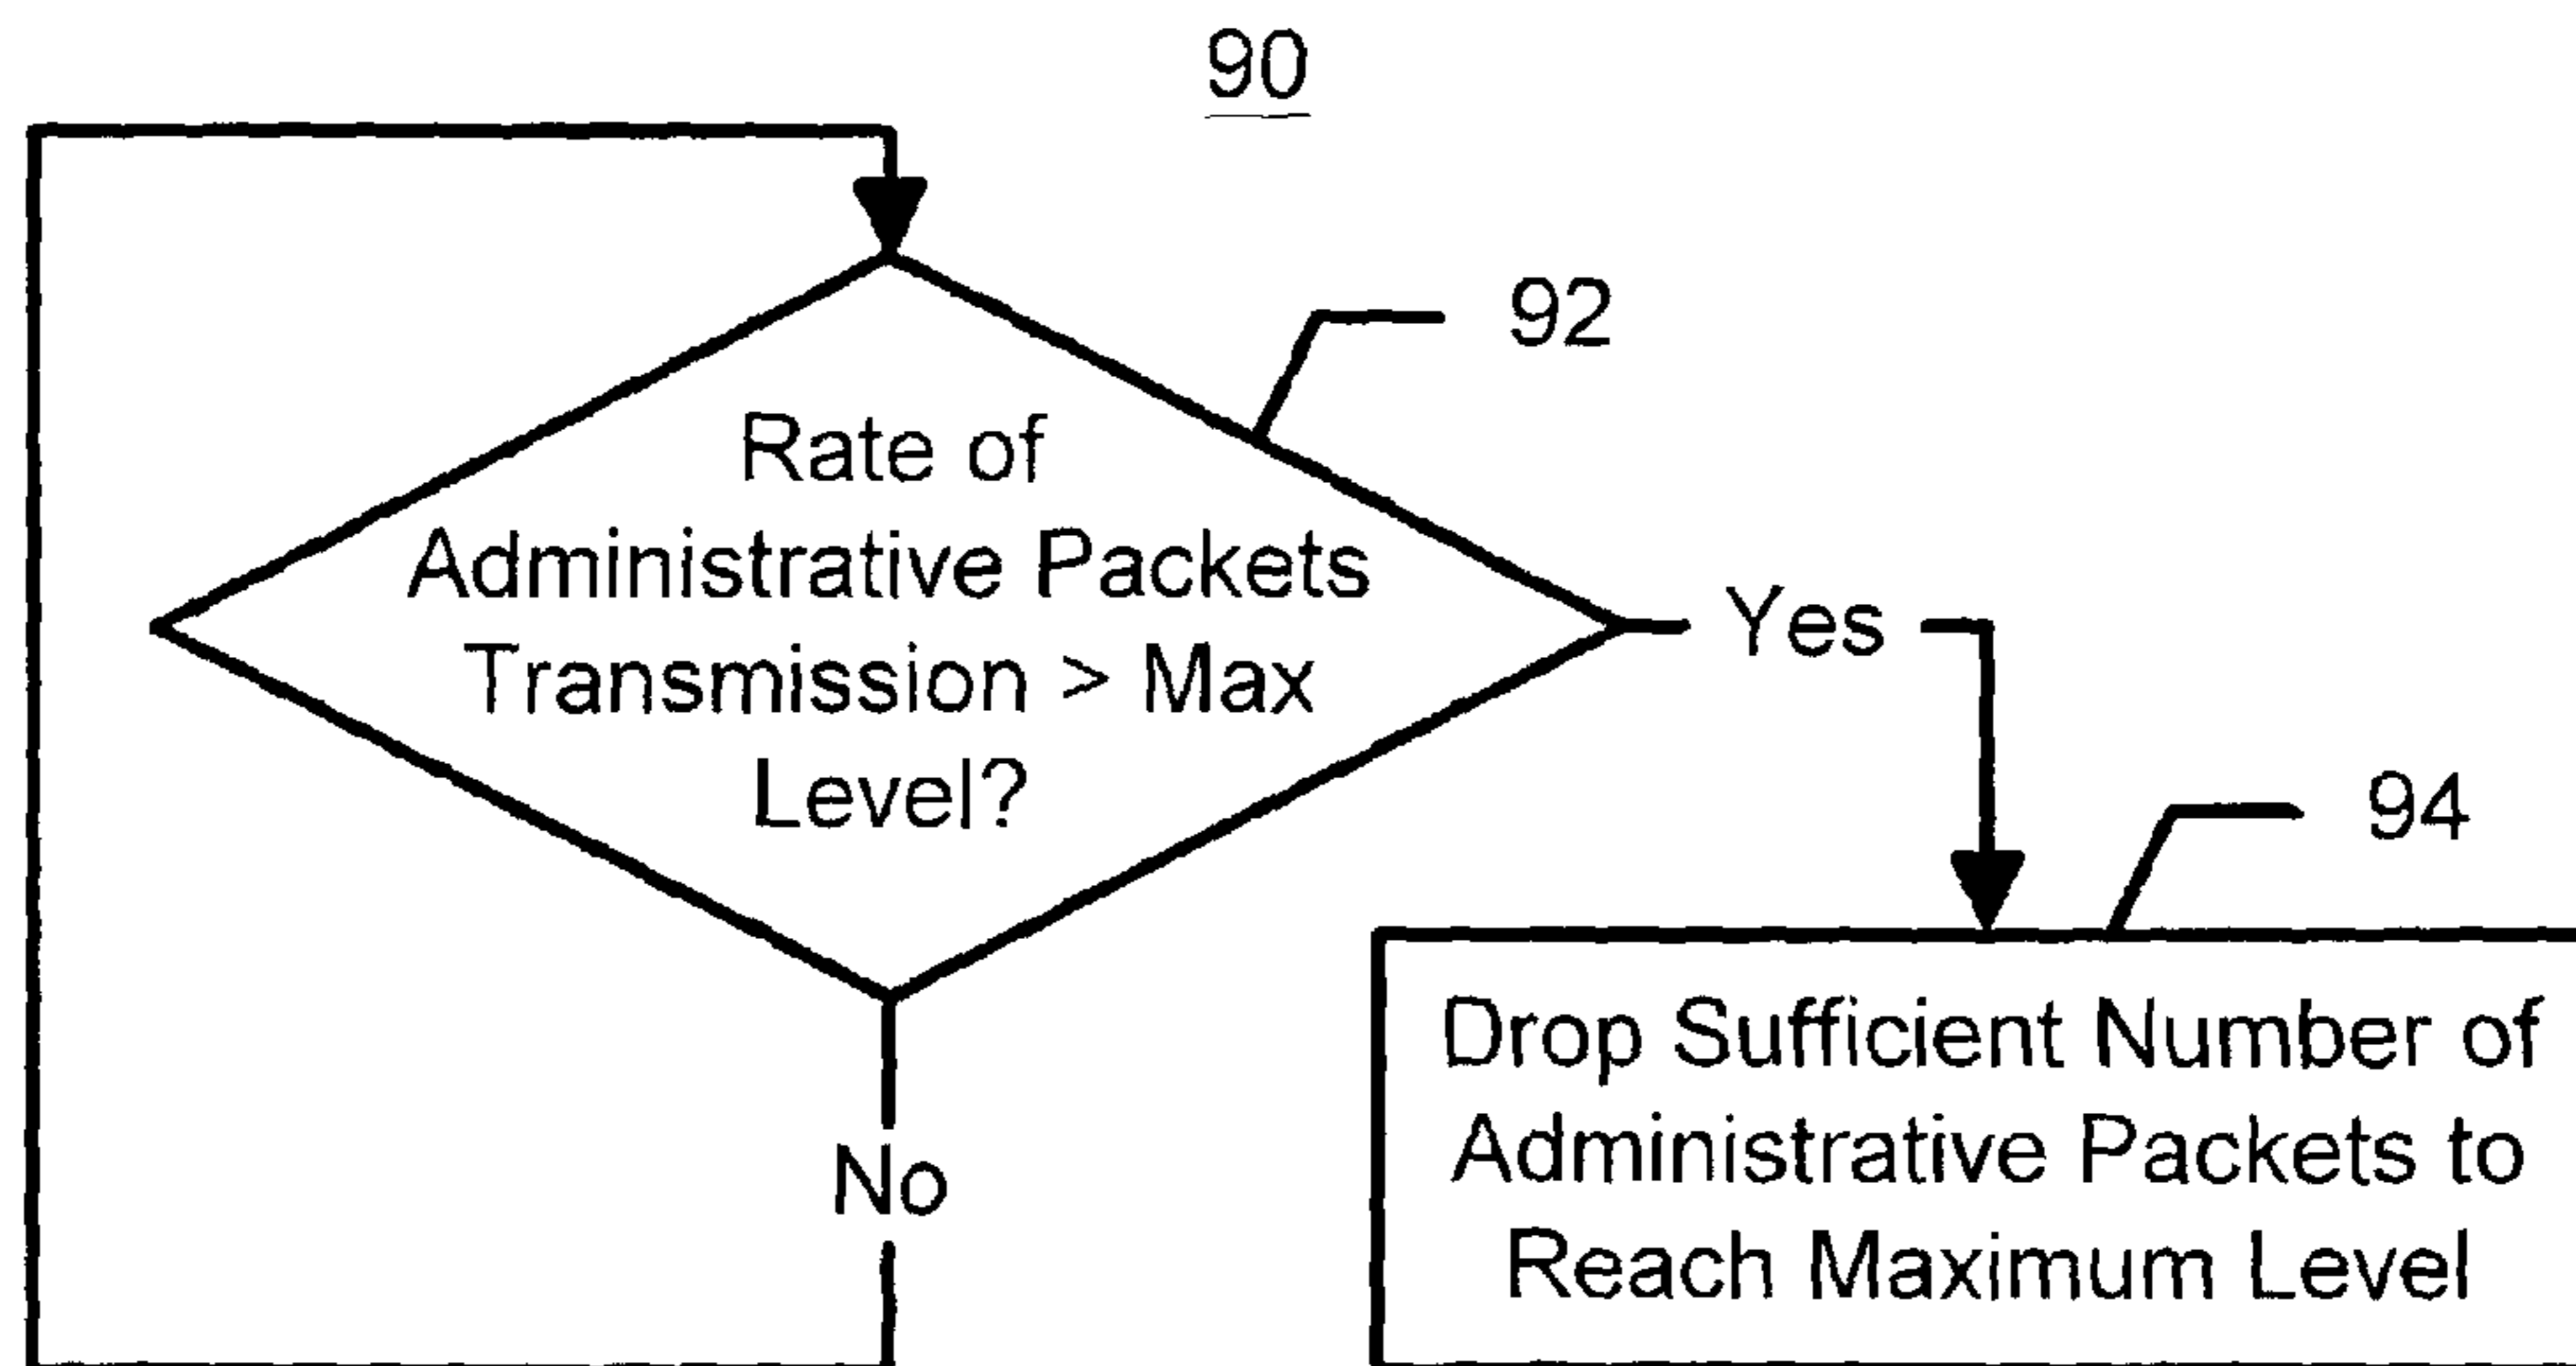 90
92
Rate of
Administrative Packets
Transmission > Max
Level?
Yes
94
No
Drop Sufficient Number of
Administrative Packets to
Reach Maximum Level